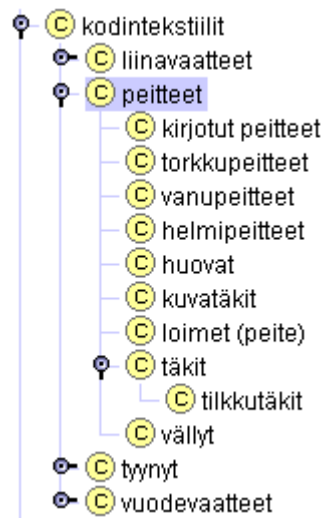 C kodintekstiilit
C liinavaatteet
C peitteet
C kirjotut peitteet
C torkkupeitteet
C vanupeitteet
C helmipeitteet
C huovat
C kuvatäkit
C loimet (peite)
C täkit
C tilkkutäkit
C vällyt
C tyynyt
C vuodevaatteet